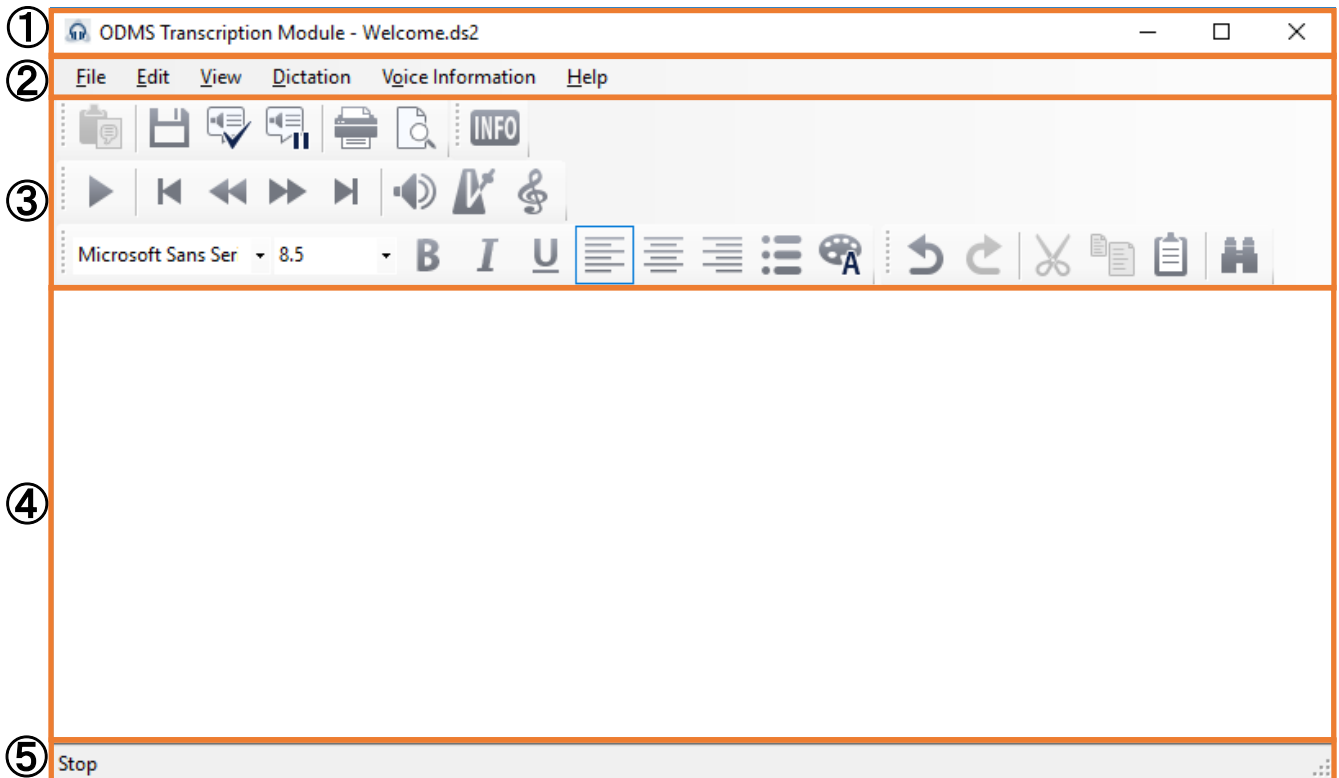 ① ODMS Transcription Module - Welcome.ds2
② File Edit View Dictation Voice Information Help
INFO
③
Microsoft Sans Ser 8.5 B I U A
④
⑤ Stop